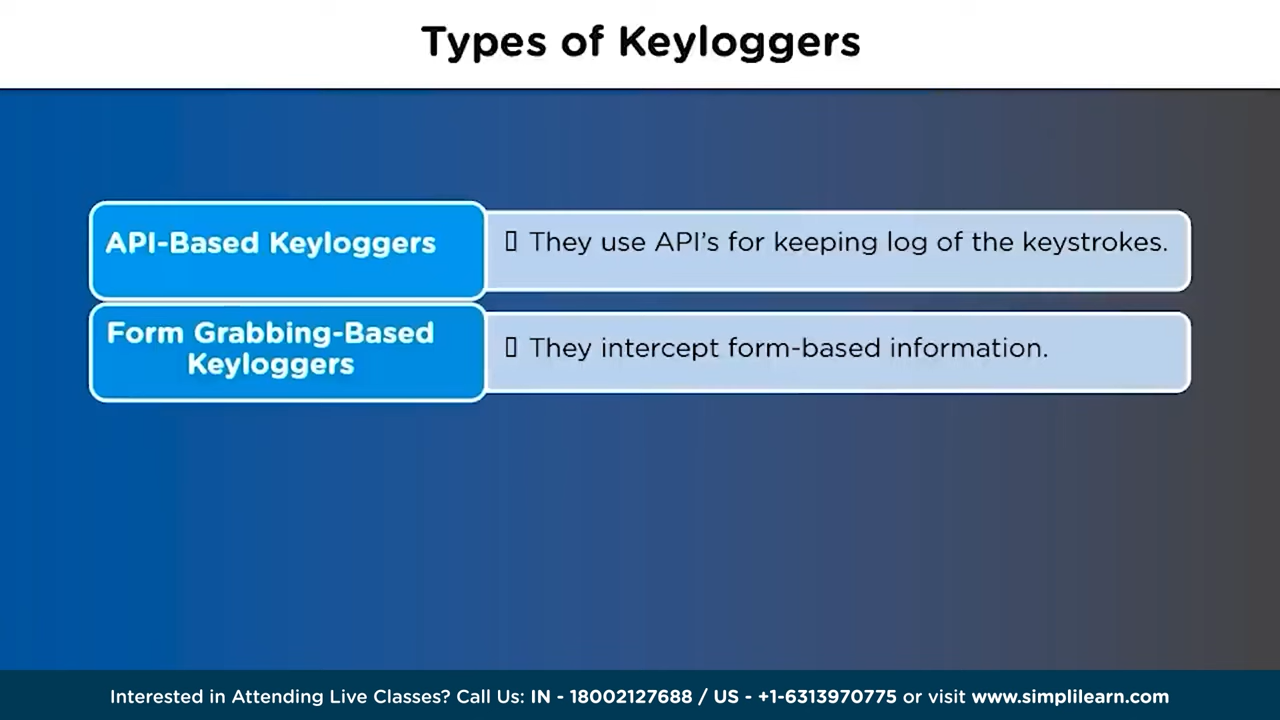 Types of Keyloggers
API-Based Keyloggers
▯ They use API's for keeping log of the keystrokes.
Form Grabbing-Based
Keyloggers
▯ They intercept form-based information.
Interested in Attending Live Classes? Call Us: IN - 18002127688 / US - +1-6313970775 or visit www.simplilearn.com